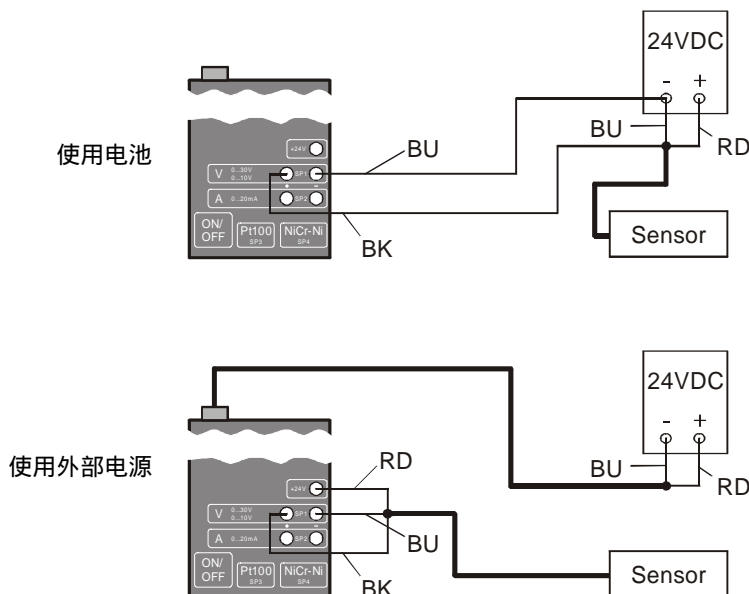 24VDC
- +
BU RD
使用电池
+24V
BU
V 0...30V 0...10V SP1
+ -
A 0...20mA SP2
ON/OFF
Pt100 SP3
NiCr-Ni SP4
BK
Sensor
24VDC
- +
BU RD
使用外部电源
RD
+24V
V 0...30V 0...10V SP1
+ -
BU
A 0...20mA SP2
ON/OFF
Pt100 SP3
NiCr-Ni SP4
BK
Sensor